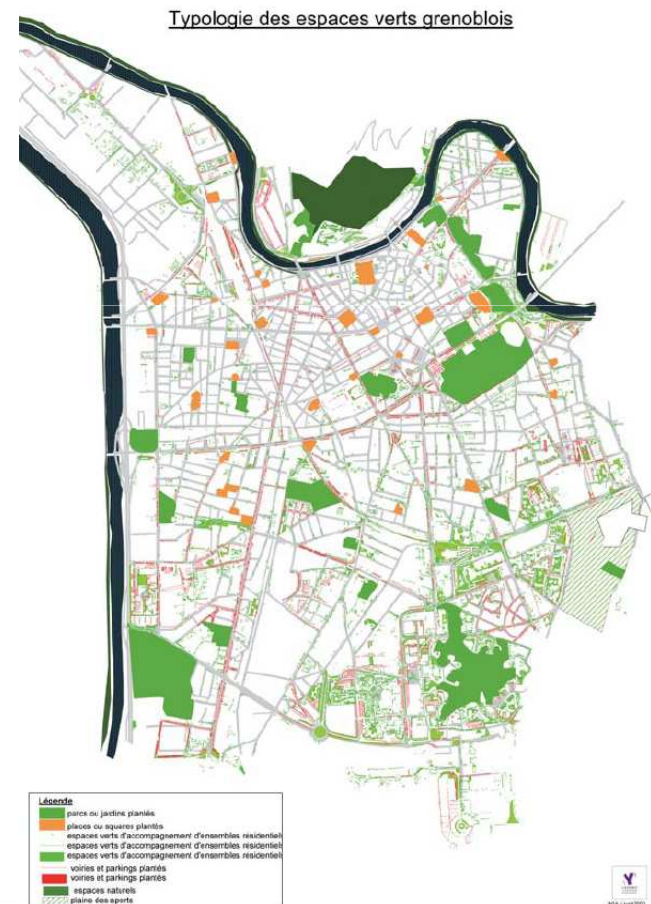 Typologie des espaces verts grenoblois
Légende
parcs ou jardins plantés
places ou squares plantés
espaces verts d'accompagnement d'ensembles résidentiels
espaces verts d'accompagnement d'ensembles résidentiels
espaces verts d'accompagnement d'ensembles résidentiels
voiries et parkings plantés
voiries et parkings plantés
espaces naturels
plaine des sports